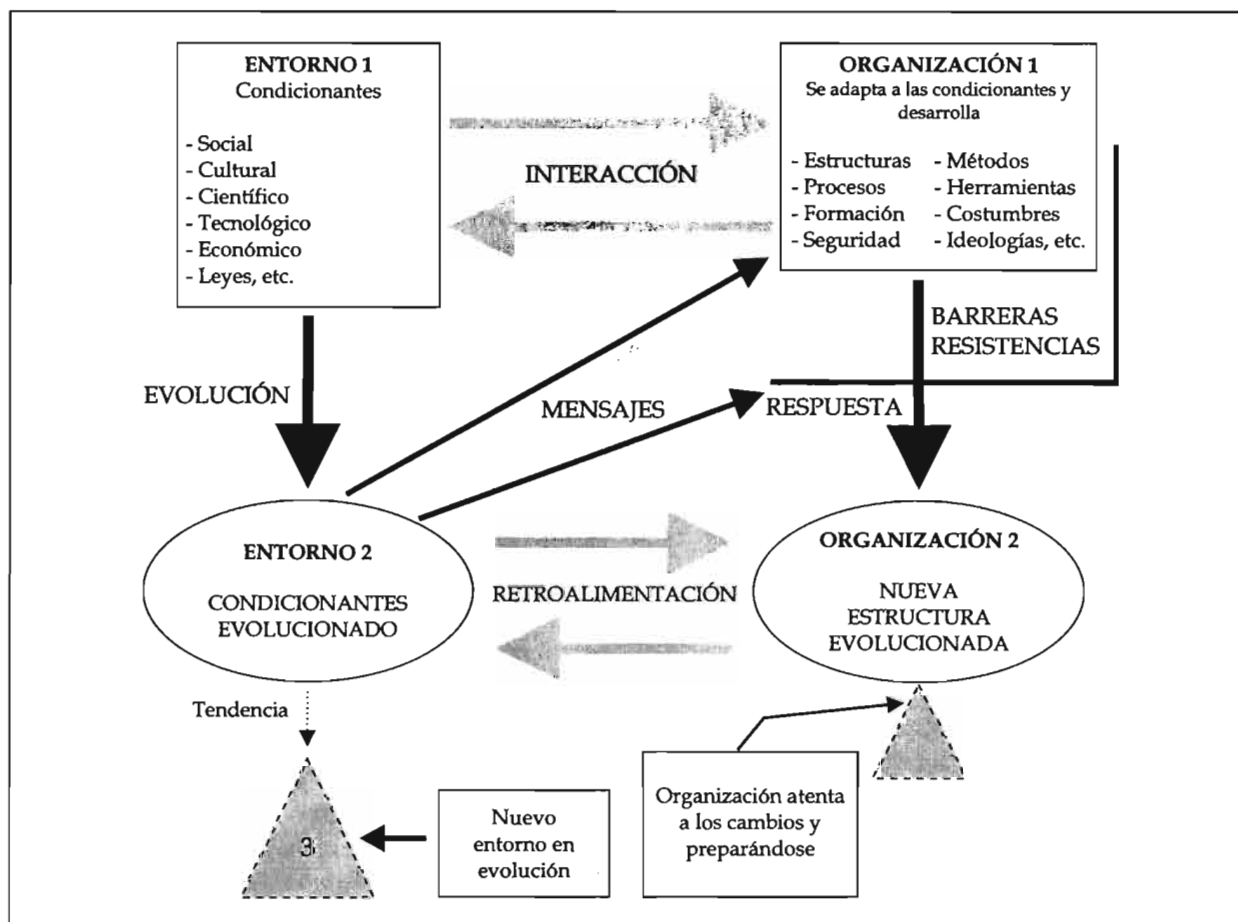 ENTORNO 1
Condicionantes
- Social
- Cultural
- Científico
- Tecnológico
- Económico
- Leyes, etc.
INTERACCIÓN
ORGANIZACIÓN 1
Se adapta a las condicionantes y
desarrolla
- Estructuras - Métodos
- Procesos - Herramientas
- Formación - Costumbres
- Seguridad - Ideologías, etc.
EVOLUCIÓN
MENSAJES
BARRERAS
RESISTENCIAS
RESPUESTA
ENTORNO 2
CONDICIONANTES
EVOLUCIONADO
RETROALIMENTACIÓN
ORGANIZACIÓN 2
NUEVA
ESTRUCTURA
EVOLUCIONADA
Tendencia
3
Nuevo
entorno en
evolución
Organización atenta
a los cambios y
preparándose